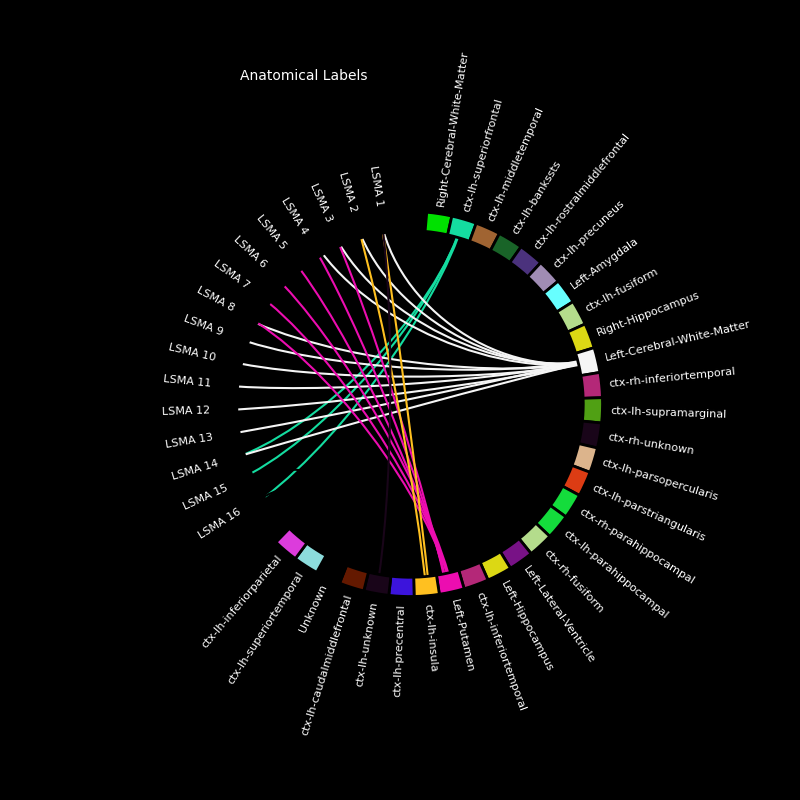 Anatomical Labels
Right-Cerebral-White-Matter
ctx-lh-superiorfrontal
ctx-lh-middletemporal
ctx-lh-bankssts
ctx-lh-rostralmiddlefrontal
ctx-lh-precuneus
Left-Amygdala
ctx-lh-fusiform
Right-Hippocampus
Left-Cerebral-White-Matter
ctx-rh-inferiortemporal
ctx-lh-supramarginal
ctx-rh-unknown
ctx-lh-parsopercularis
ctx-lh-parstriangularis
ctx-rh-parahippocampal
ctx-lh-parahippocampal
ctx-rh-fusiform
Left-Lateral-Ventricle
Left-Hippocampus
ctx-lh-inferiortemporal
Left-Putamen
ctx-lh-insula
ctx-lh-precentral
ctx-lh-unknown
ctx-lh-caudalmiddlefrontal
Unknown
ctx-lh-superiortemporal
ctx-lh-inferiorparietal
LSMA 16
LSMA 15
LSMA 14
LSMA 13
LSMA 12
LSMA 11
LSMA 10
LSMA 9
LSMA 8
LSMA 7
LSMA 6
LSMA 5
LSMA 4
LSMA 3
LSMA 2
LSMA 1